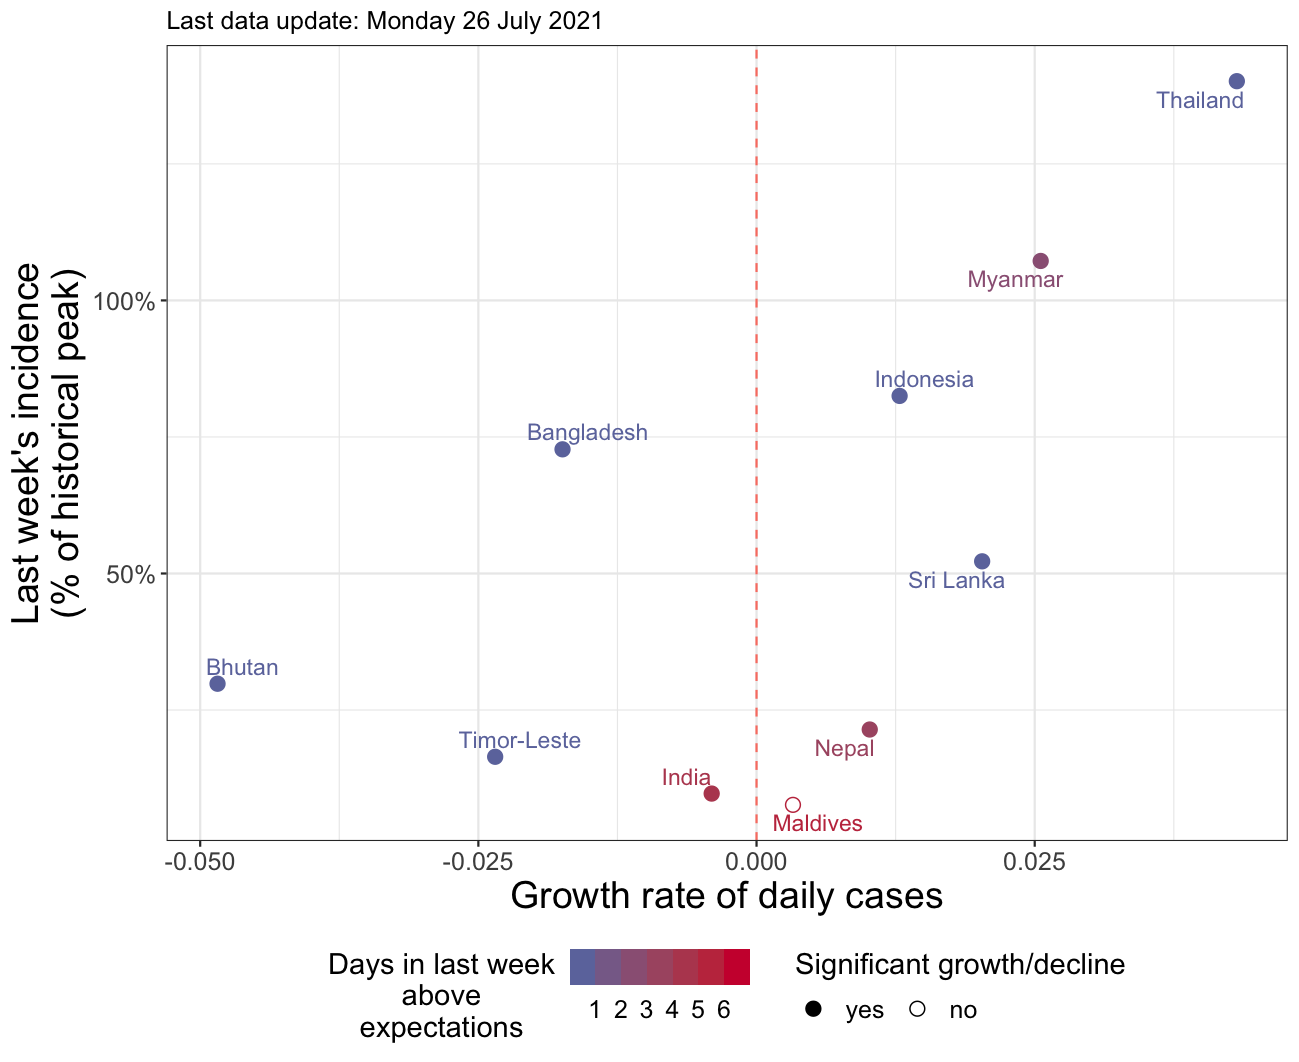 Last data update: Monday 26 July 2021
Thailand
Myanmar
100%
Indonesia
Bangladesh
Last week's incidence
(% of historical peak)
50%
Sri Lanka
Bhutan
Timor-Leste
Nepal
India
Maldives
-0.050 -0.025 0.000 0.025
Growth rate of daily cases
Days in last week
above
expectations
1 2 3 4 5 6
Significant growth/decline
yes no